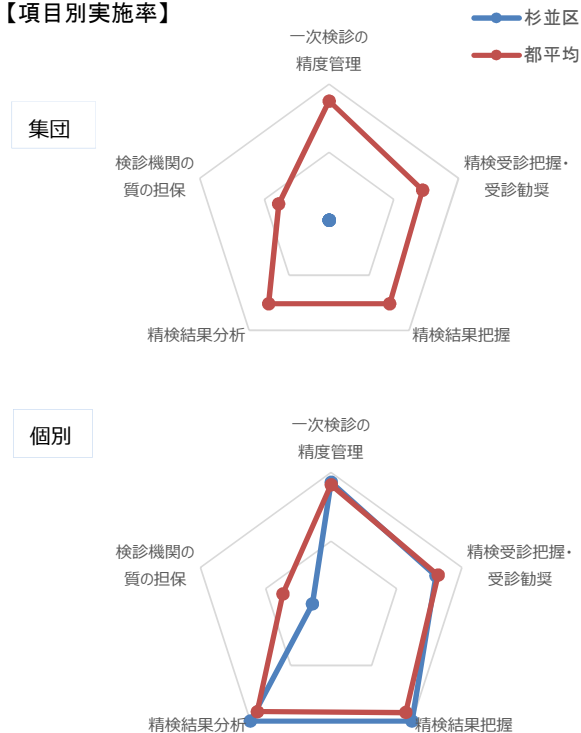 【項目別実施率】
杉並区
都平均
集団
一次検診の
精度管理
精検受診把握・
受診勧奨
精検結果把握
精検結果分析
検診機関の
質の担保
個別
一次検診の
精度管理
精検受診把握・
受診勧奨
精検結果把握
精検結果分析
検診機関の
質の担保